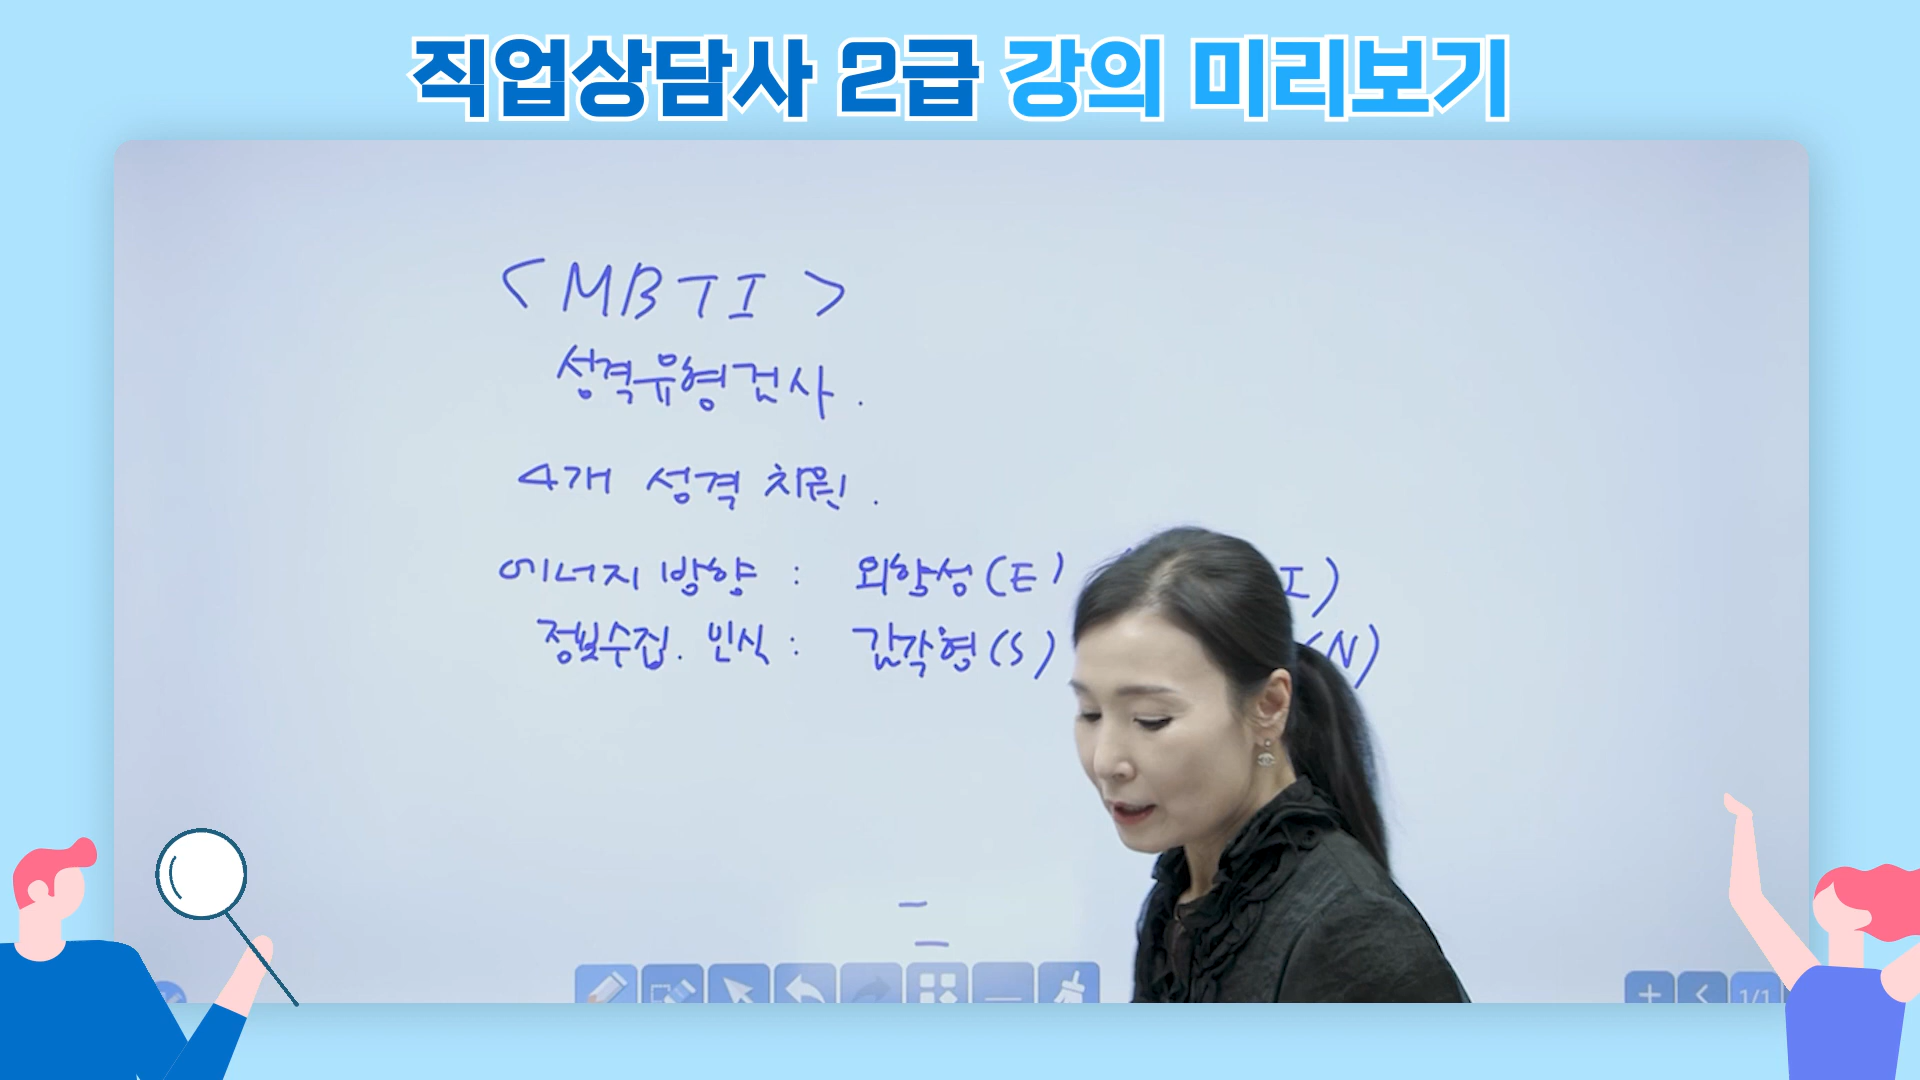 직업상담사 2급 강의 미리보기
< MBTI >
성격유형검사.
4개 성격 차원.
에너지 방향 : 외향성(E) I)
정보수집. 인식 : 감각형(S) (N)
1/1